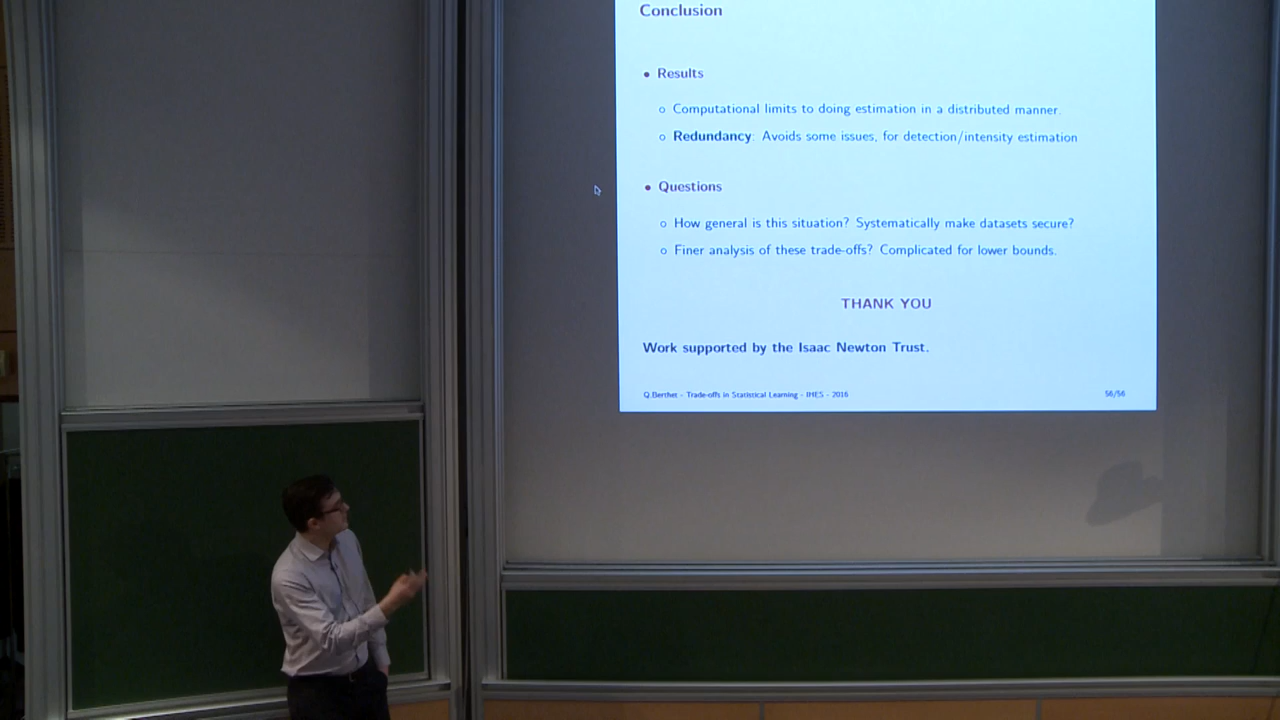 Conclusion
• Results
○ Computational limits to doing estimation in a distributed manner.
○ Redundancy: Avoids some issues, for detection/intensity estimation
• Questions
○ How general is this situation? Systematically make datasets secure?
○ Finer analysis of these trade-offs? Complicated for lower bounds.
THANK YOU
Work supported by the Isaac Newton Trust.
Q.Berthet - Trade-offs in Statistical Learning - IHES - 2016
56/56